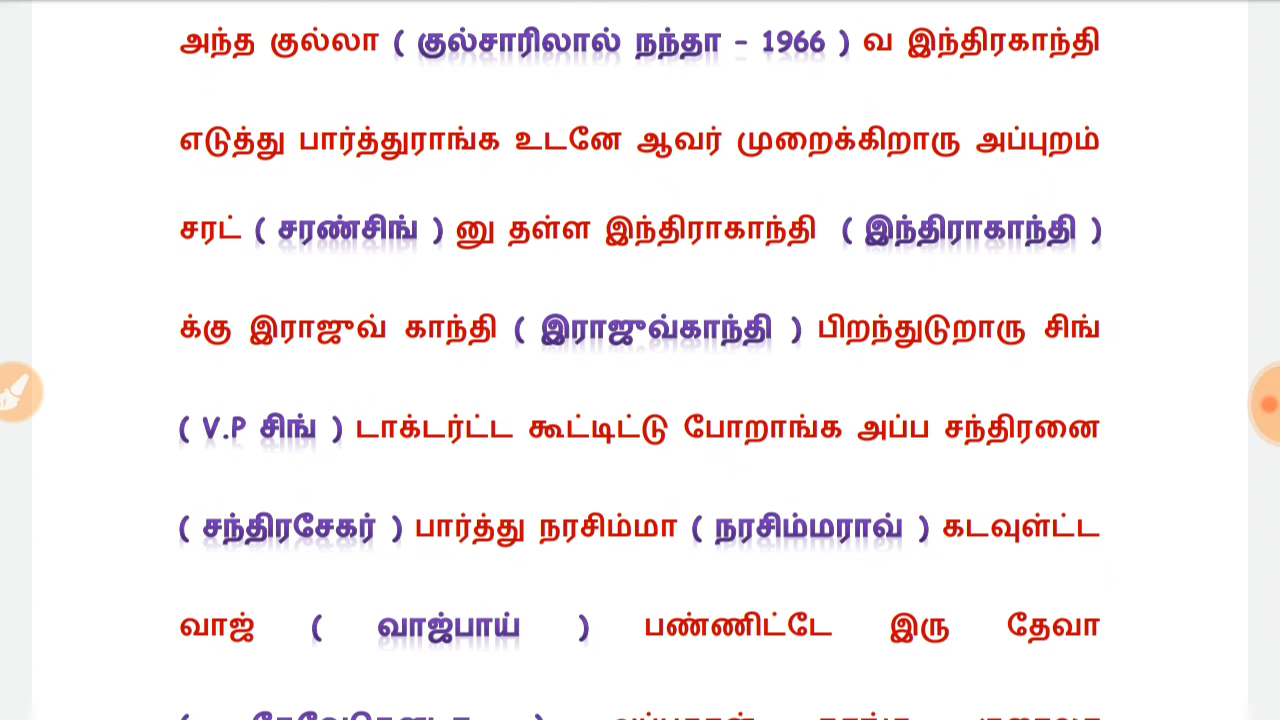 அந்த குல்லா ( குல்சாரிலால் நந்தா – 1966 ) வ இந்திரகாந்தி
எடுத்து பார்த்துராங்க உடனே ஆவர் முறைக்கிறாரு அப்புறம்
சரட் ( சரண்சிங் ) னு தள்ள இந்திராகாந்தி ( இந்திராகாந்தி )
க்கு இராஜுவ் காந்தி ( இராஜுவ்காந்தி ) பிறந்துடுறாரு சிங்
( V.P சிங் ) டாக்டர்ட்ட கூட்டிட்டு போறாங்க அப்ப சந்திரனை
( சந்திரசேகர் ) பார்த்து நரசிம்மா ( நரசிம்மராவ் ) கடவுள்ட்ட
வாஜ் ( வாஜ்பாய் ) பண்ணிட்டே இரு தேவா